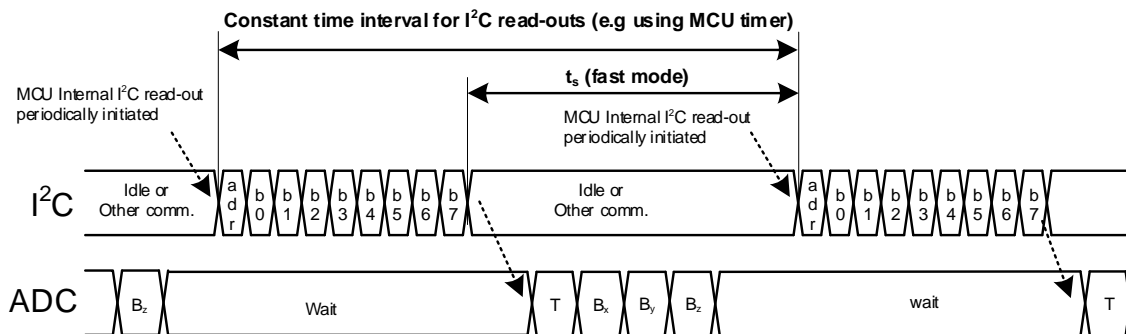 Constant time interval for I²C read-outs (e.g using MCU timer)
tₛ (fast mode)
MCU Internal I²C read-out
periodically initiated
MCU Internal I²C read-out
periodically initiated
I²C
Idle or
Other comm.
adr
b0
b1
b2
b3
b4
b5
b6
b7
Idle or
Other comm.
adr
b0
b1
b2
b3
b4
b5
b6
b7
ADC
Bz
Wait
T
Bx
By
Bz
wait
T